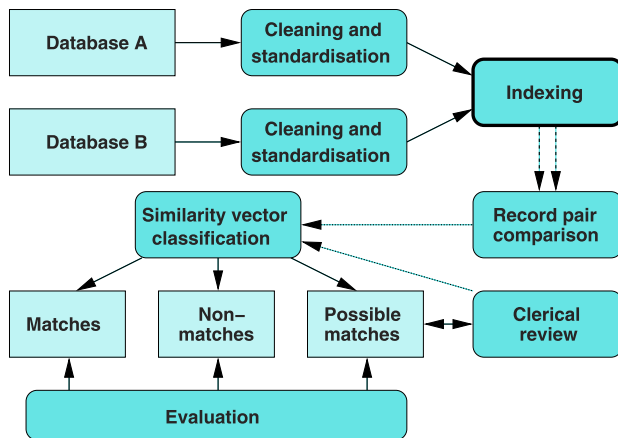 Database A
Cleaning and
standardisation
Indexing
Database B
Cleaning and
standardisation
Similarity vector
classification
Record pair
comparison
Matches
Non−
matches
Possible
matches
Clerical
review
Evaluation